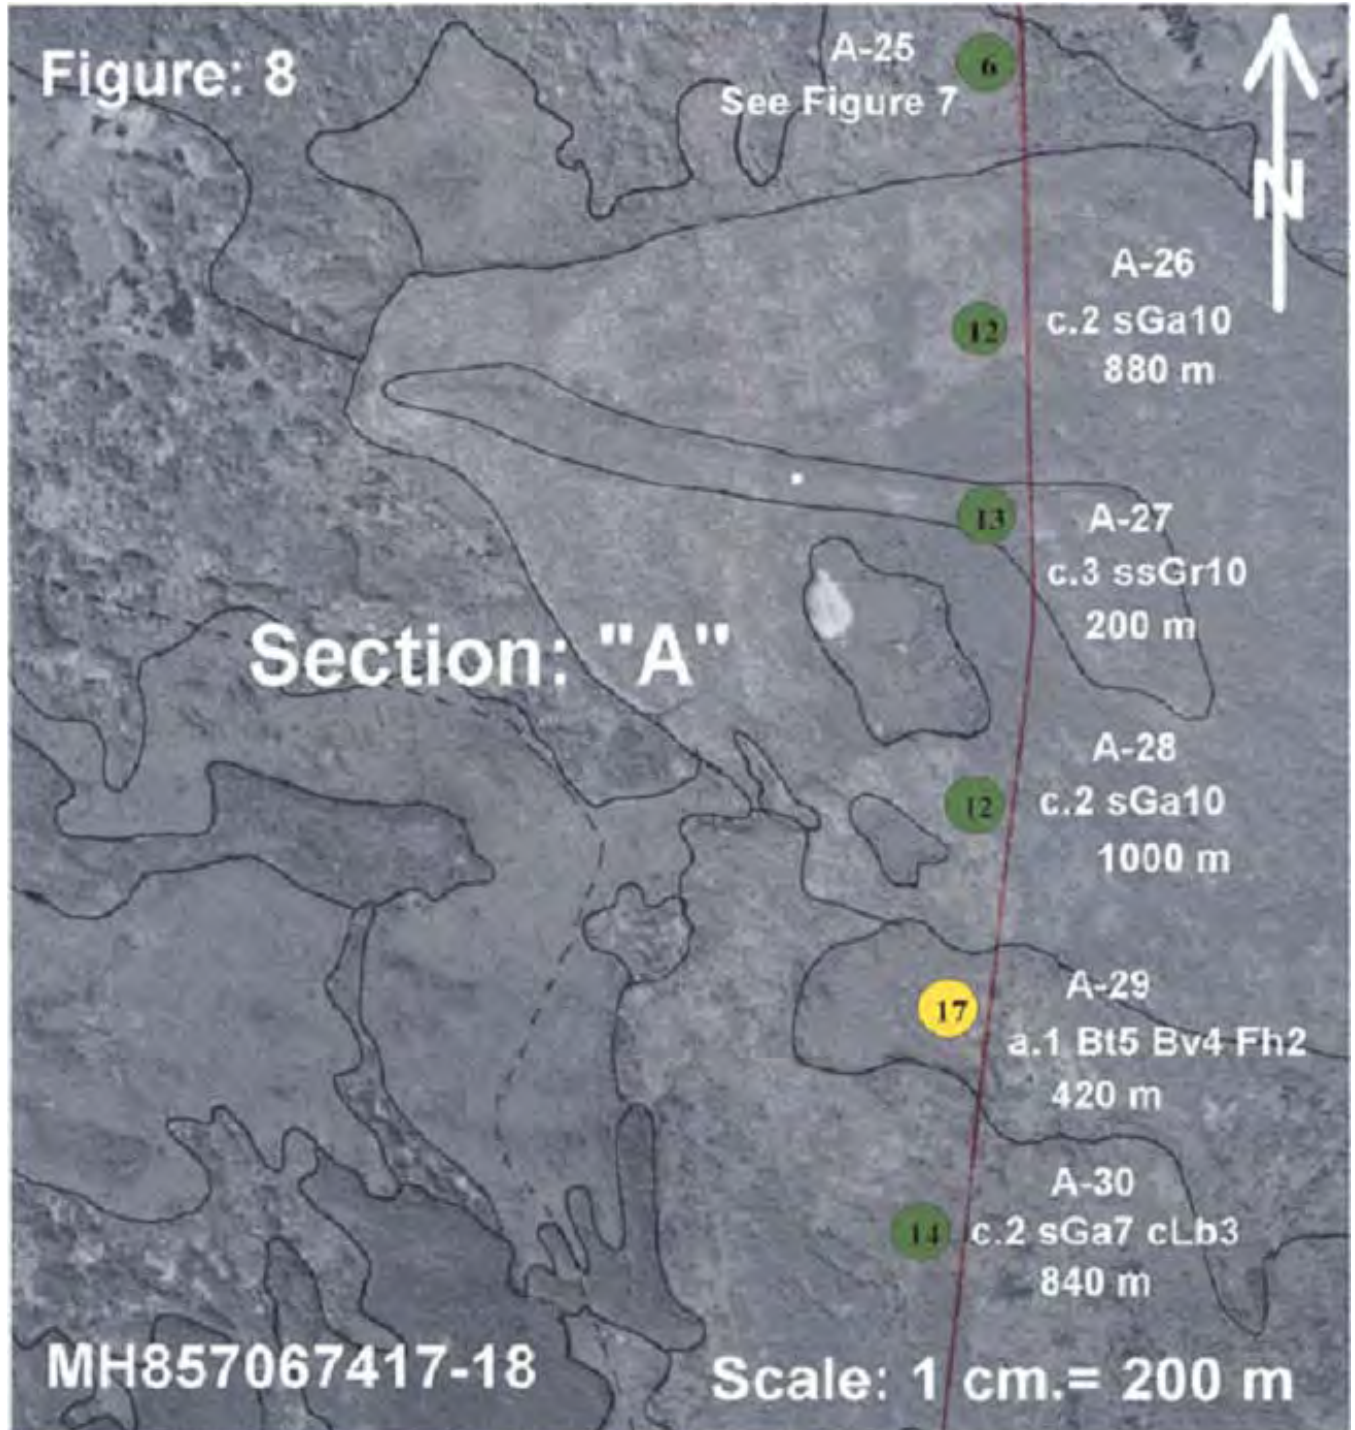 Figure: 8
A-25
See Figure 7
6
N
A-26
12
c.2 sGa10
880 m
13
A-27
c.3 ssGr10
200 m
Section: "A"
A-28
12
c.2 sGa10
1000 m
A-29
17
a.1 Bt5 Bv4 Fh2
420 m
A-30
14
c.2 sGa7 cLb3
840 m
MH857067417-18
Scale: 1 cm.= 200 m